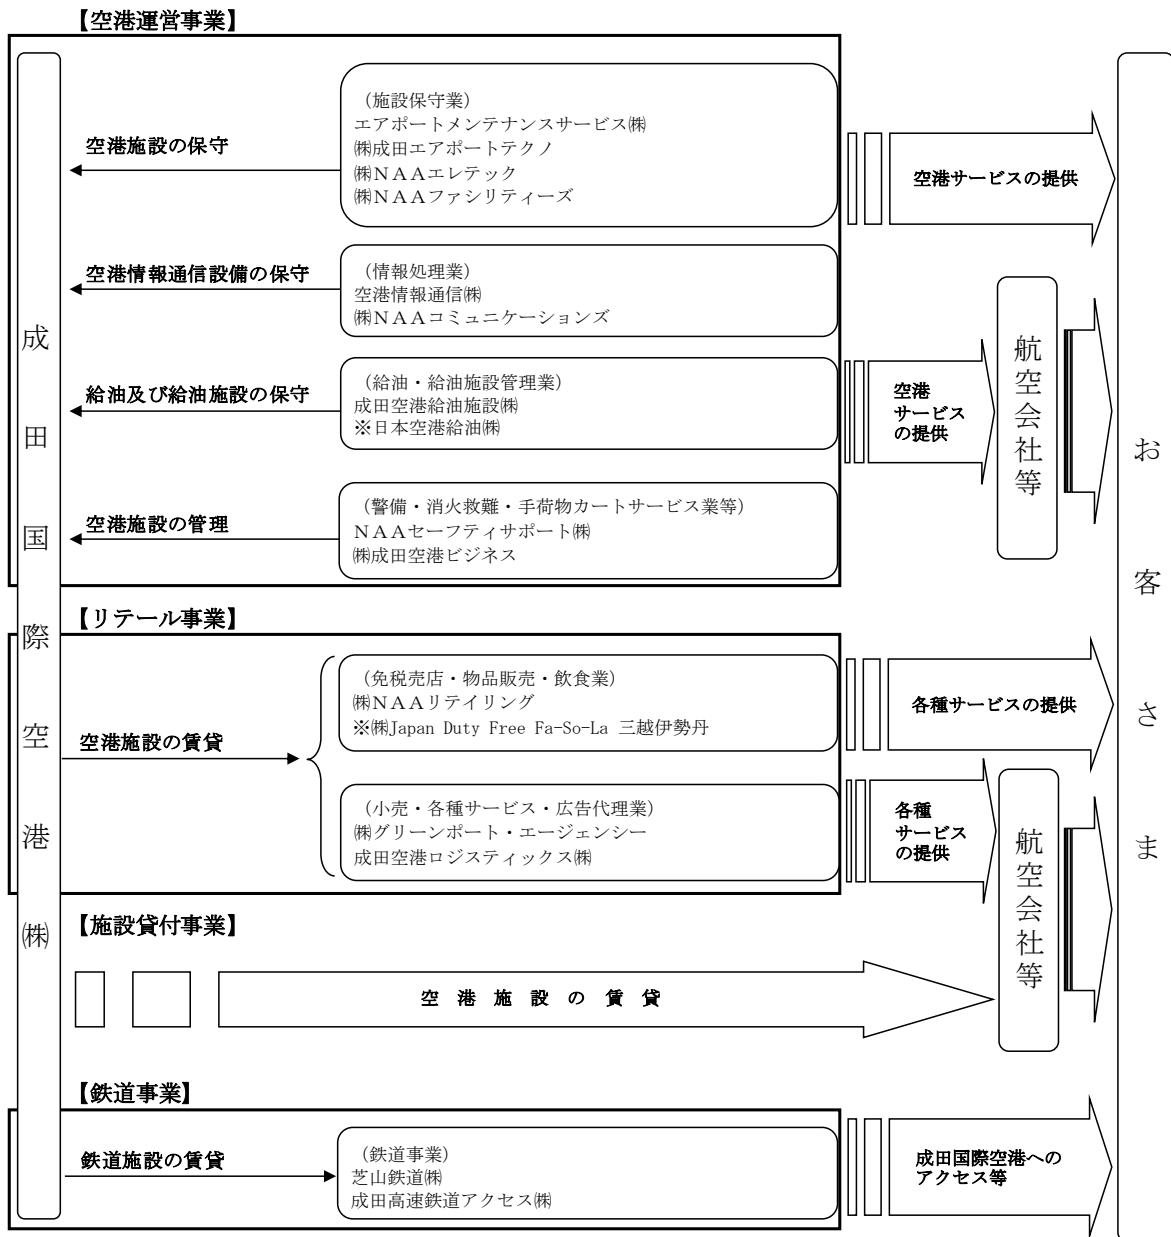 【空港運営事業】
成田国際空港㈱
空港施設の保守
（施設保守業）
エアポートメンテナンスサービス㈱
㈱成田エアポートテクノ
㈱ＮＡＡエレテック
㈱ＮＡＡファシリティーズ
空港サービスの提供
お客さま
空港情報通信設備の保守
（情報処理業）
空港情報通信㈱
㈱ＮＡＡコミュニケーションズ
給油及び給油施設の保守
（給油・給油施設管理業）
成田空港給油施設㈱
※日本空港給油㈱
空港
サービス
の提供
航空会社等
空港施設の管理
（警備・消火救難・手荷物カートサービス業等）
ＮＡＡセーフティサポート㈱
㈱成田空港ビジネス
【リテール事業】
空港施設の賃貸
（免税売店・物品販売・飲食業）
㈱ＮＡＡリテイリング
※㈱Japan Duty Free Fa-So-La 三越伊勢丹
各種サービスの提供
（小売・各種サービス・広告代理業）
㈱グリーンポート・エージェンシー
成田空港ロジスティックス㈱
各種
サービス
の提供
航空会社等
【施設貸付事業】
空港施設の賃貸
【鉄道事業】
鉄道施設の賃貸
（鉄道事業）
芝山鉄道㈱
成田高速鉄道アクセス㈱
成田国際空港への
アクセス等